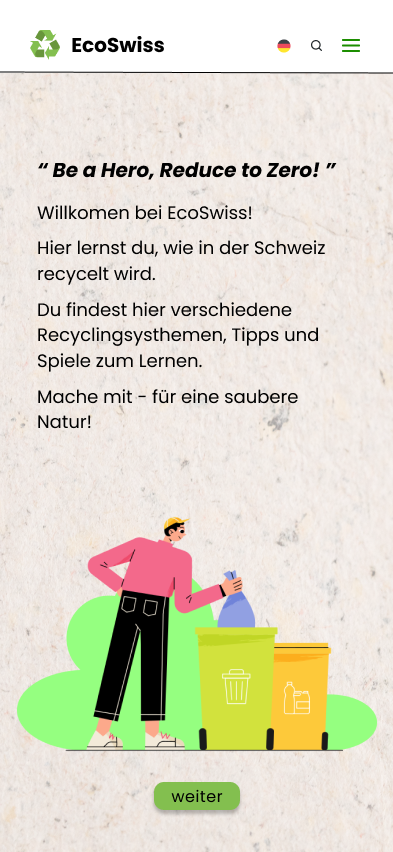 EcoSwiss
“ Be a Hero, Reduce to Zero! ”
Willkomen bei EcoSwiss!
Hier lernst du, wie in der Schweiz
recycelt wird.
Du findest hier verschiedene
Recyclingsysthemen, Tipps und
Spiele zum Lernen.
Mache mit - für eine saubere
Natur!
weiter